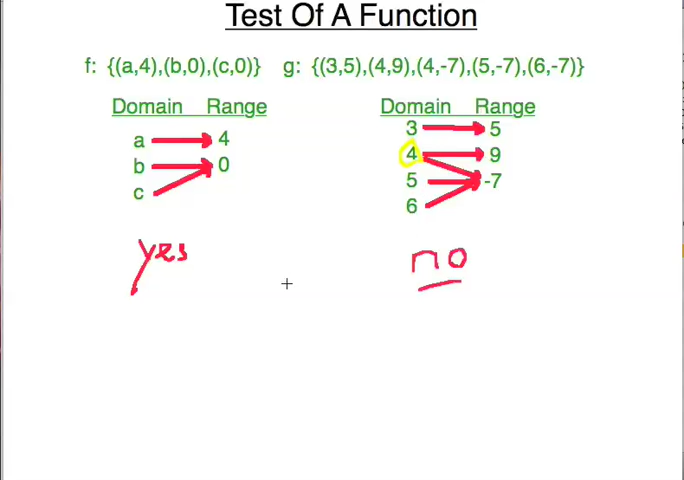 Test Of A Function
f: {(a,4),(b,0),(c,0)} g: {(3,5),(4,9),(4,-7),(5,-7),(6,-7)}
Domain Range Domain Range
3 5
a 4
4 9
b 0
5 -7
c
6
yes no